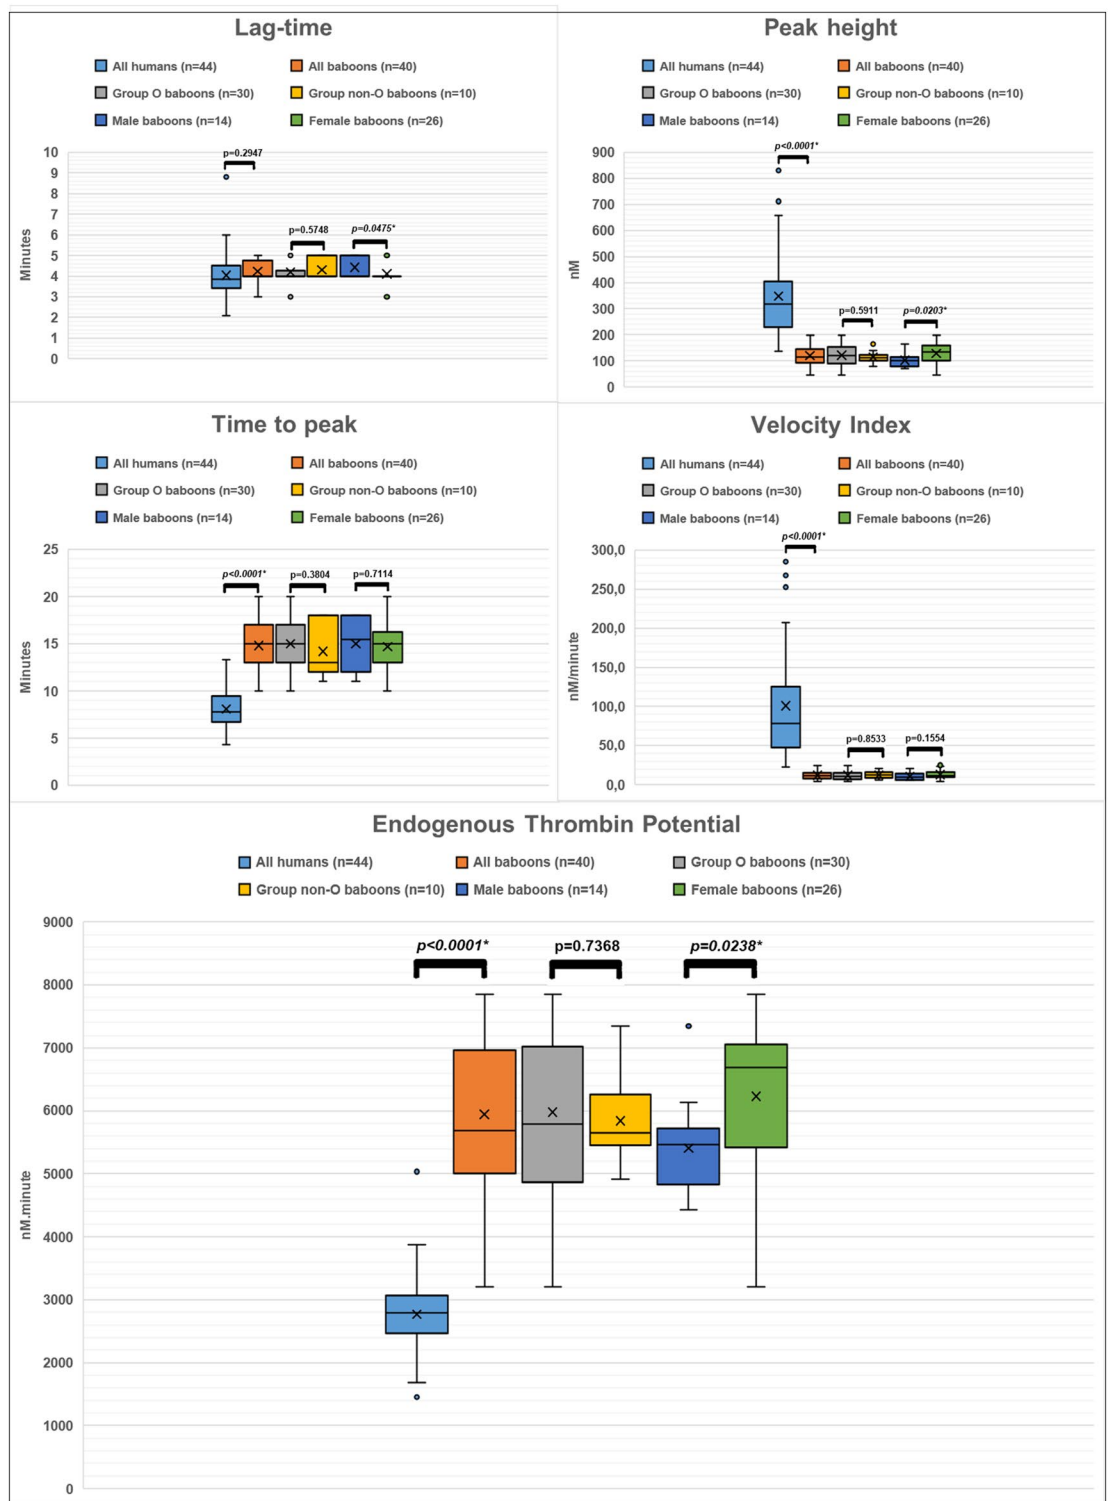 Lag-time
All humans (n=44) All baboons (n=40)
Group O baboons (n=30) Group non-O baboons (n=10)
Male baboons (n=14) Female baboons (n=26)
10
9
8
7
6
5
4
3
2
1
0
Minutes
p=0.2947
p=0.5748
p=0.0475*
Peak height
All humans (n=44) All baboons (n=40)
Group O baboons (n=30) Group non-O baboons (n=10)
Male baboons (n=14) Female baboons (n=26)
900
800
700
600
500
400
300
200
100
0
nM
p<0.0001*
p=0.5911
p=0.0203*
Time to peak
All humans (n=44) All baboons (n=40)
Group O baboons (n=30) Group non-O baboons (n=10)
Male baboons (n=14) Female baboons (n=26)
25
20
15
10
5
0
Minutes
p<0.0001*
p=0.3804
p=0.7114
Velocity Index
All humans (n=44) All baboons (n=40)
Group O baboons (n=30) Group non-O baboons (n=10)
Male baboons (n=14) Female baboons (n=26)
300,0
250,0
200,0
150,0
100,0
50,0
0,0
nM/minute
p<0.0001*
p=0.8533
p=0.1554
Endogenous Thrombin Potential
All humans (n=44) All baboons (n=40) Group O baboons (n=30)
Group non-O baboons (n=10) Male baboons (n=14) Female baboons (n=26)
9000
8000
7000
6000
5000
4000
3000
2000
1000
0
nM.minute
p<0.0001*
p=0.7368
p=0.0238*